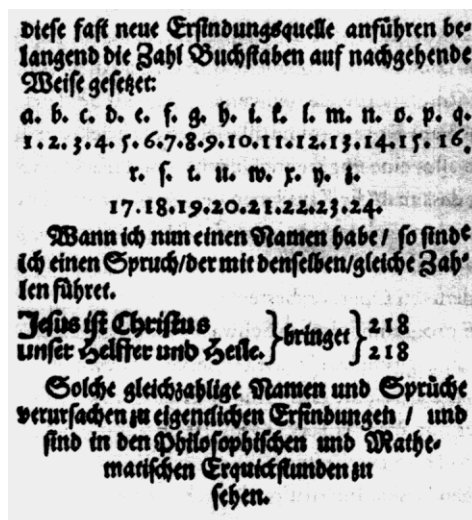 diese fast neue Erfindungsquelle anführen be-
langend die Zahl Buchstaben auf nachgehende
Weise gesetzet:
a. b. c. d. e. f. g. h. i. k. l. m. n. o. p. q.
1.2.3.4.5.6.7.8.9.10.11.12.13.14.15.16.
r. s. t. u. w. x. y. z.
17.18.19.20.21.22.23.24.
Wann ich nun einen Namen habe / so finde
ich einen Spruch/der mit denselben/gleiche Zah-
len führet.
Jesus ist Christus } bringet } 218
unser Helffer und Heile. 218
Solche gleichzahlige Namen und Sprüche
verursachen zu eigentlichen Erfindungen / und
sind in den Philosophischen und Mathe-
matischen Erquickstunden zu
sehen.